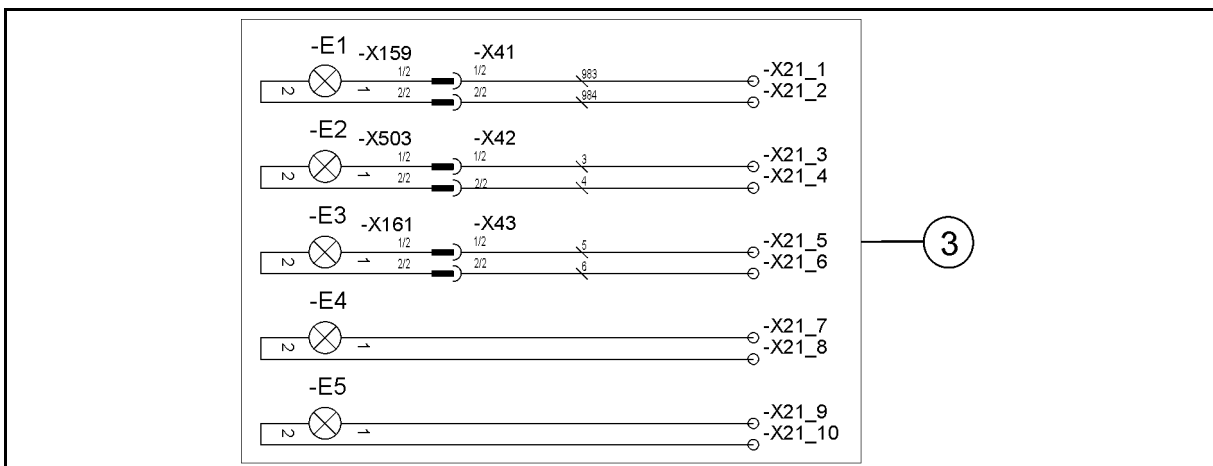 -E1 -X159 -X41
1/2 1/2 983 -X21_1
2 1 2/2 2/2 984 -X21_2
-E2 -X503 -X42
1/2 1/2 3 -X21_3
2 1 2/2 2/2 4 -X21_4
-E3 -X161 -X43
1/2 1/2 5 -X21_5
2 1 2/2 2/2 6 -X21_6
3
-E4
-X21_7
2 1 -X21_8
-E5
-X21_9
2 1 -X21_10